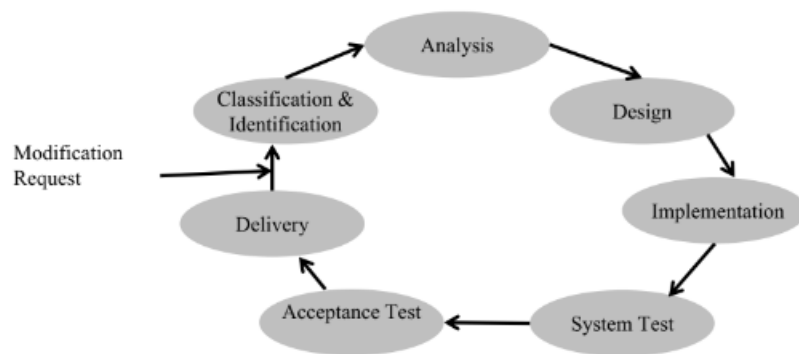 Analysis
Classification &
Identification
Design
Modification
Request
Implementation
Delivery
Acceptance Test
System Test